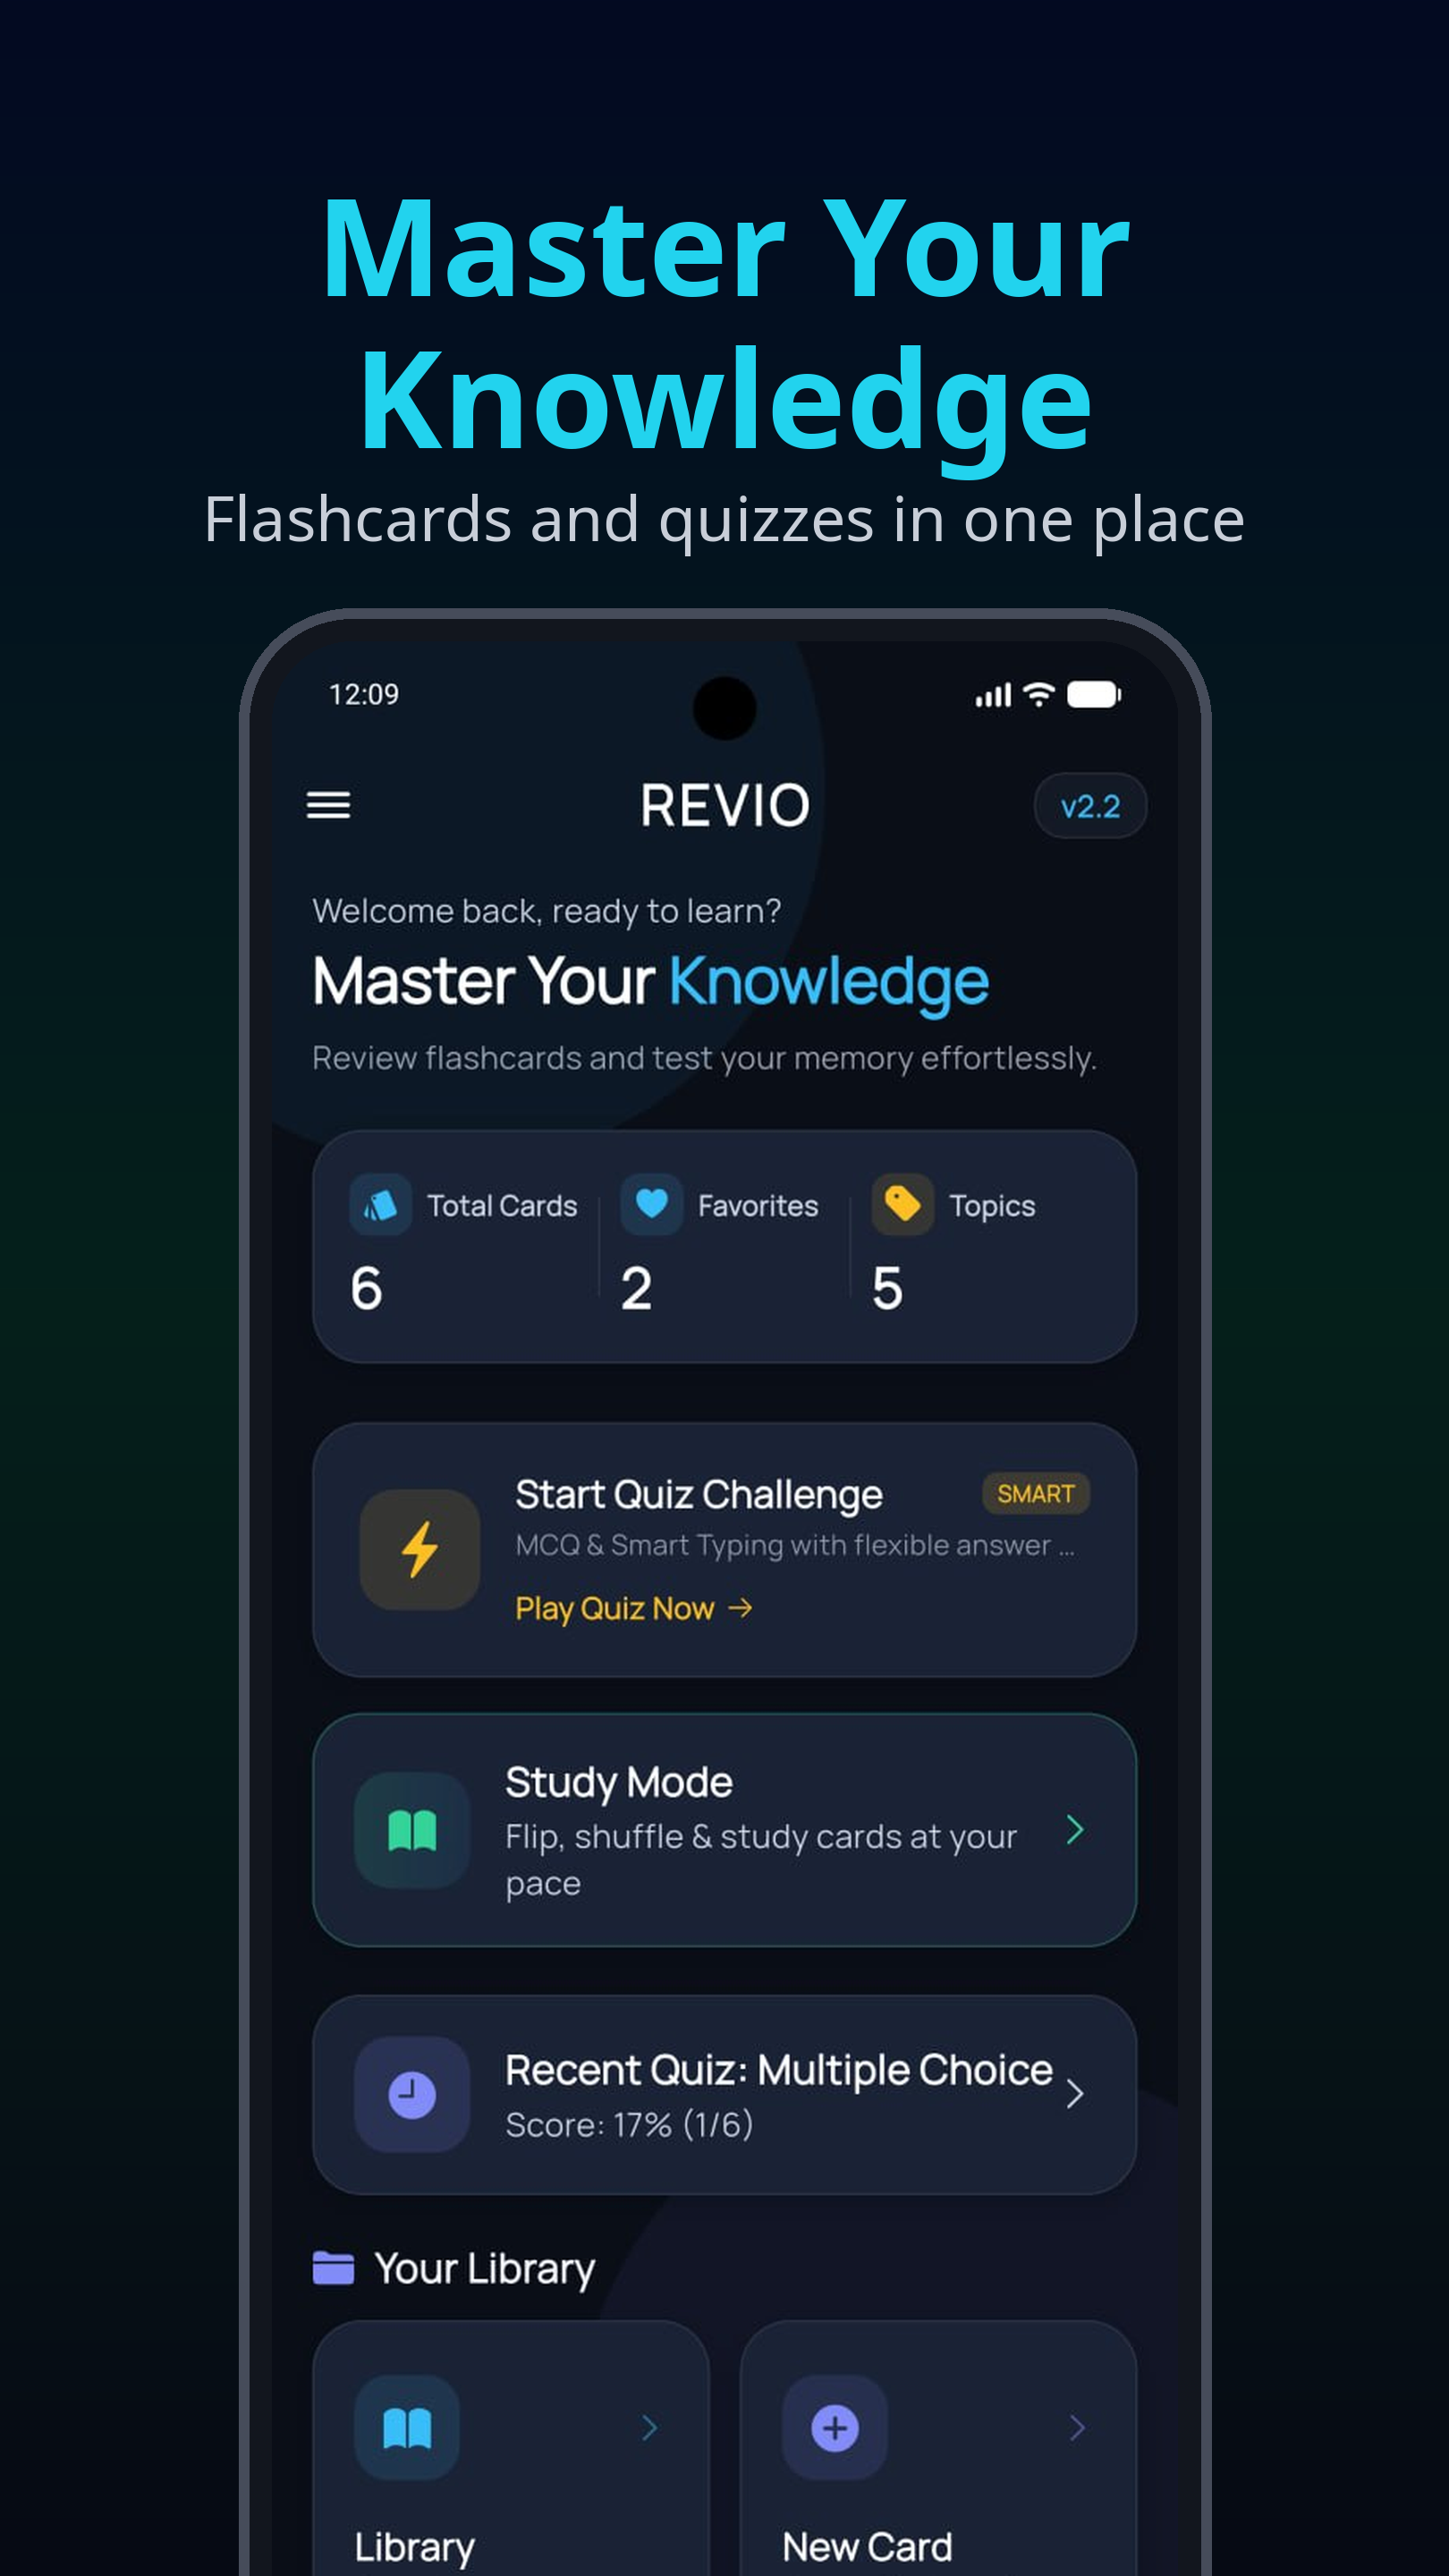 Master Your
Knowledge
Flashcards and quizzes in one place
12:09
REVIO
v2.2
Welcome back, ready to learn?
Master Your Knowledge
Review flashcards and test your memory effortlessly.
Total Cards
6
Favorites
2
Topics
5
Start Quiz Challenge
SMART
MCQ & Smart Typing with flexible answer ...
Play Quiz Now →
Study Mode
Flip, shuffle & study cards at your
pace
Recent Quiz: Multiple Choice
Score: 17% (1/6)
Your Library
Library
New Card